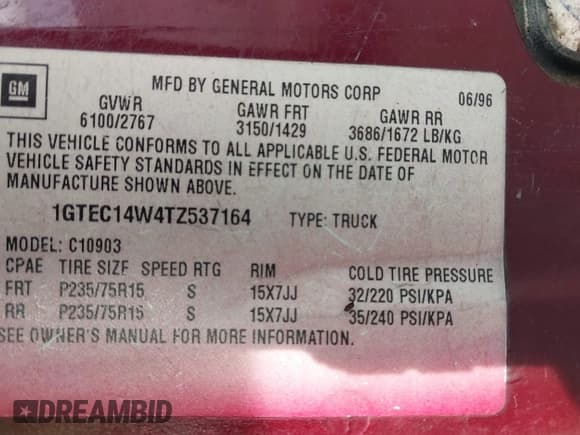 GM
MFD BY GENERAL MOTORS CORP 06/96
GVWR GAWR FRT GAWR RR
6100/2767 3150/1429 3686/1672 LB/KG
THIS VEHICLE CONFORMS TO ALL APPLICABLE U.S. FEDERAL MOTOR
VEHICLE SAFETY STANDARDS IN EFFECT ON THE DATE OF
MANUFACTURE SHOWN ABOVE.
1GTEC14W4TZ537164 TYPE: TRUCK
MODEL: C10903
CPAE TIRE SIZE SPEED RTG RIM COLD TIRE PRESSURE
FRT P235/75R15 S 15X7JJ 32/220 PSI/KPA
RR P235/75R15 S 15X7JJ 35/240 PSI/KPA
SEE OWNER'S MANUAL FOR MORE INFORMATION.
DREAMBID